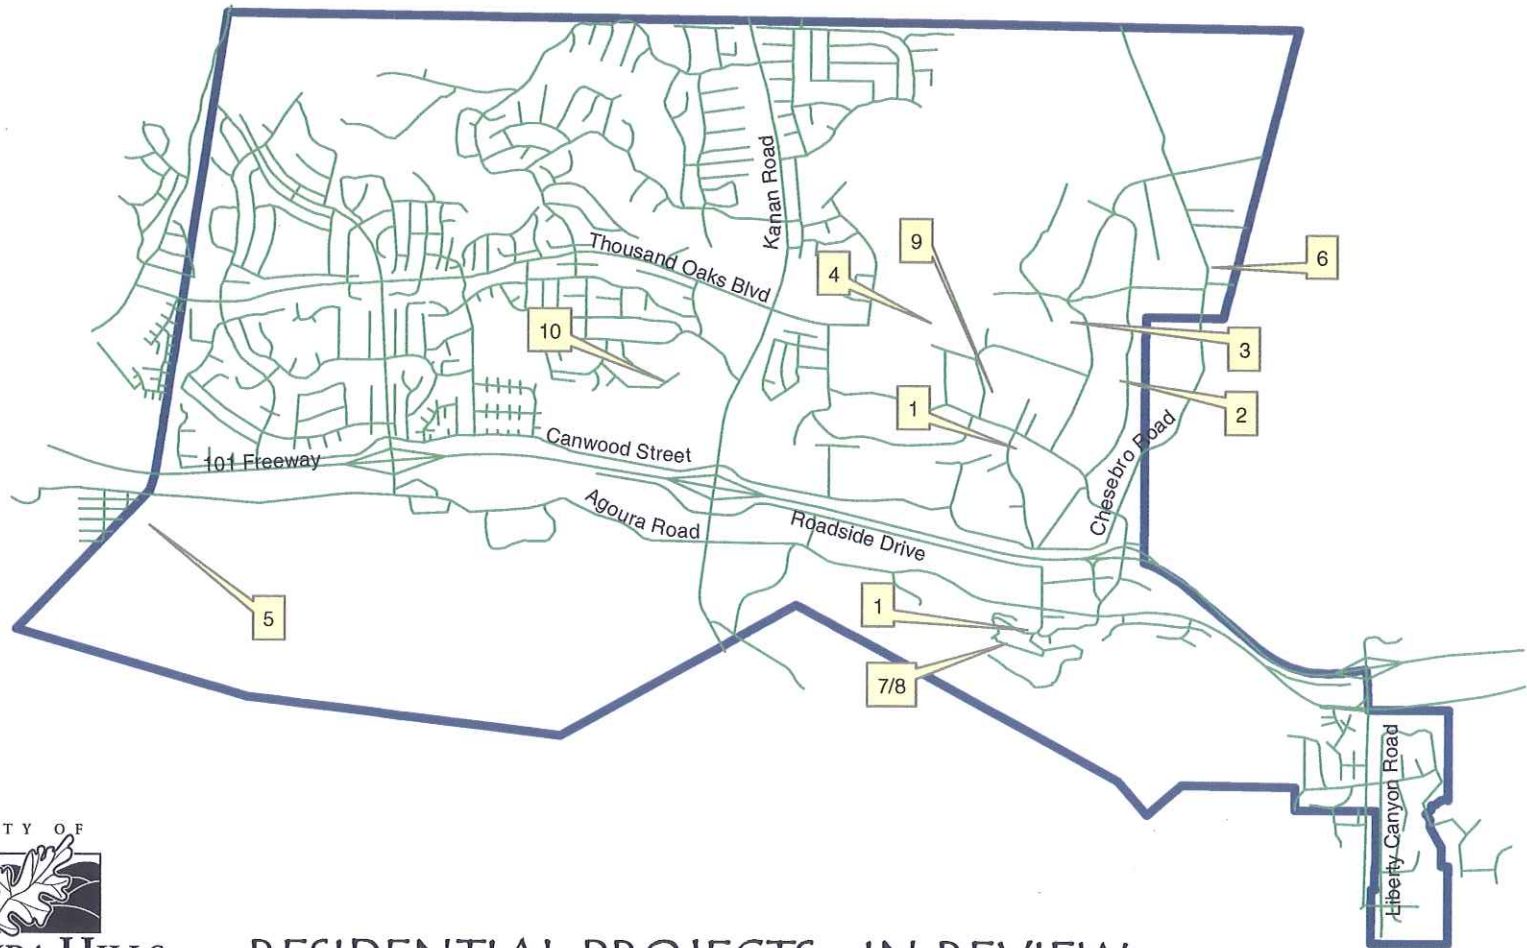 Kanan Road
9
6
Thousand Oaks Blvd
4
10
3
1
2
Canwood Street
101 Freeway
Chesebro Road
Agoura Road
Roadside Drive
5
1
7/8
Liberty Canyon Road
HILLS
RESIDENTIAL PROJECTS - IN REVIEW